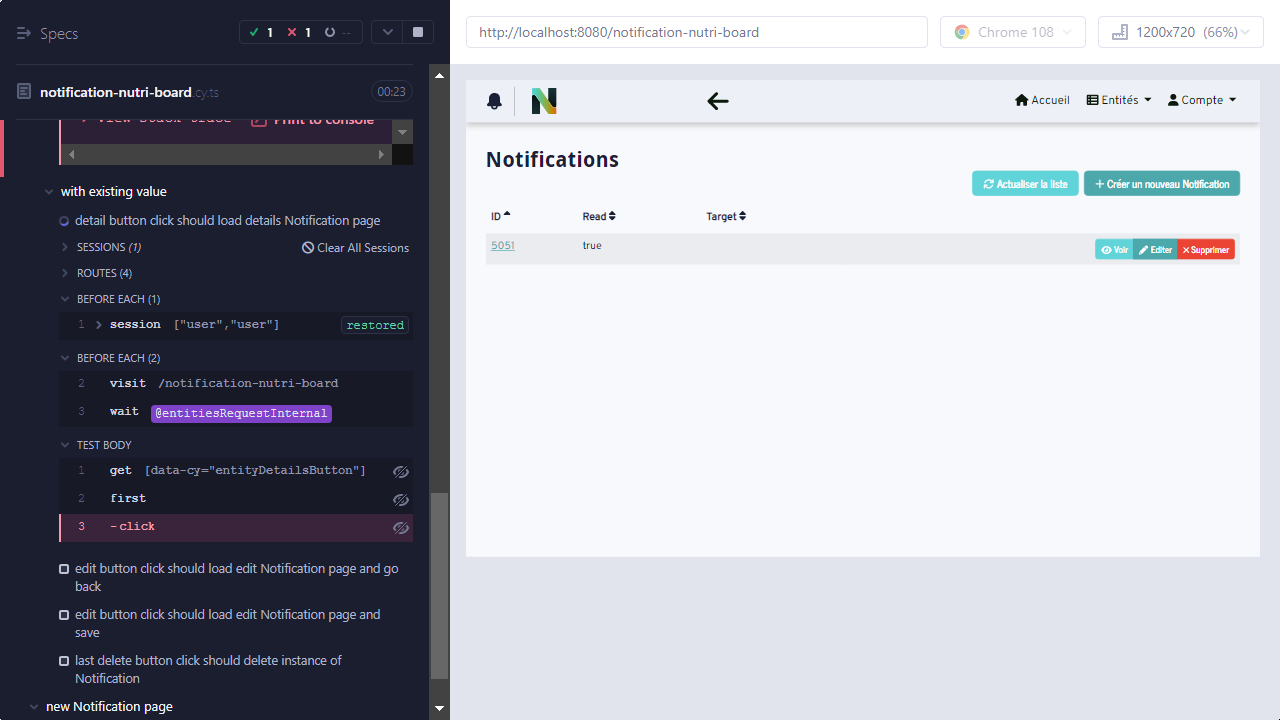 Specs
1 1 --
notification-nutri-board.cy.ts 00:23
View stack trace Print to console
with existing value
detail button click should load details Notification page
SESSIONS (1) Clear All Sessions
ROUTES (4)
BEFORE EACH (1)
1 session ["user","user"] restored
BEFORE EACH (2)
2 visit /notification-nutri-board
3 wait @entitiesRequestInternal
TEST BODY
1 get [data-cy="entityDetailsButton"]
2 first
3 -click
edit button click should load edit Notification page and go
back
edit button click should load edit Notification page and
save
last delete button click should delete instance of
Notification
new Notification page
http://localhost:8080/notification-nutri-board Chrome 108 1200x720 (66%)
N Accueil Entités Compte
Notifications
Actualiser la liste + Créer un nouveau Notification
ID Read Target
5051 true Voir Editer Supprimer